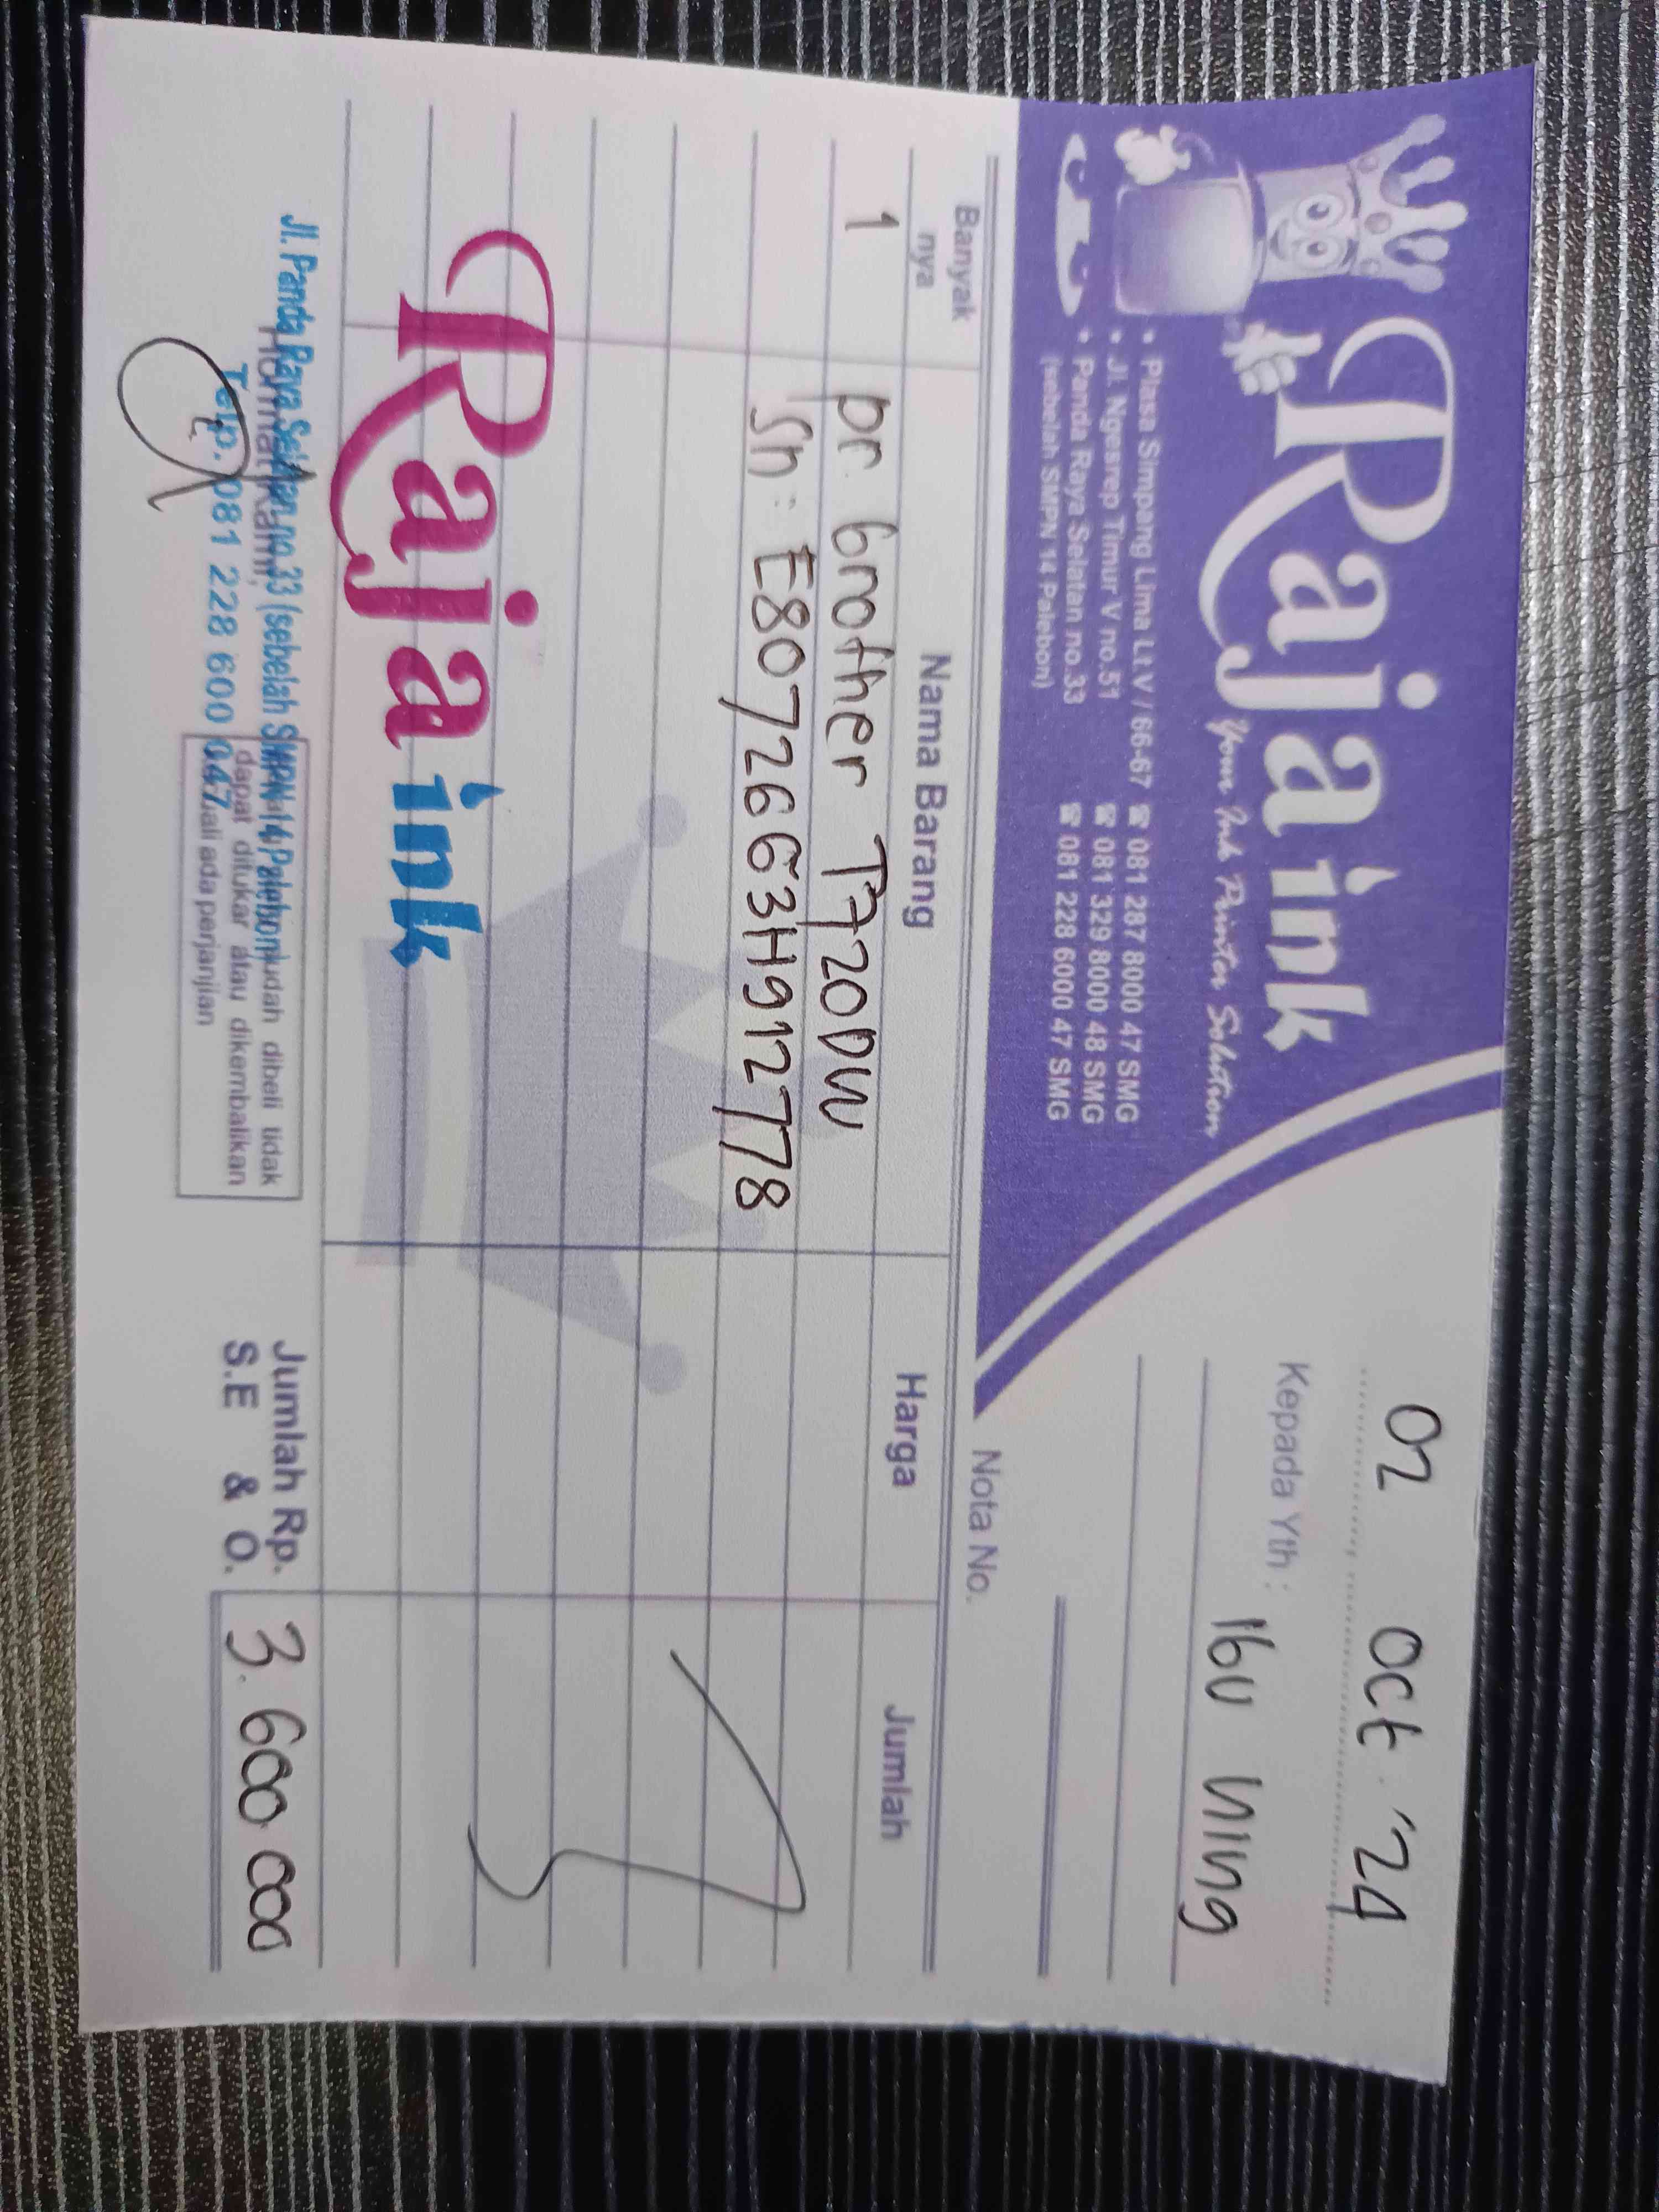 Raja ink
Your Ink Printer Solution
• Plasa Simpang Lima Lt.V / 66-67 ☎ 081 287 8000 47 SMG
• Jl. Ngesrep Timur V no.51 ☎ 081 329 8000 48 SMG
• Panda Raya Selatan no.33 ☎ 081 228 6000 47 SMG
(sebelah SMPN 14 Palebon)
02 Oct '24
Kepada Yth : Ibu Ning
Nota No.
Banyak nya Nama Barang Harga Jumlah
1 pr. brother T720DW
Sn : E80726G63H912778
Raja ink
Jl. Panda Raya Selatan no.33 (sebelah SMPN 14 Palebon)
Telp. 081 228 600 047
Hormat Kami,
sudah dibeli tidak
dapat ditukar atau dikembalikan
kecuali ada perjanjian
Jumlah Rp. 3.600.000
S.E & O.